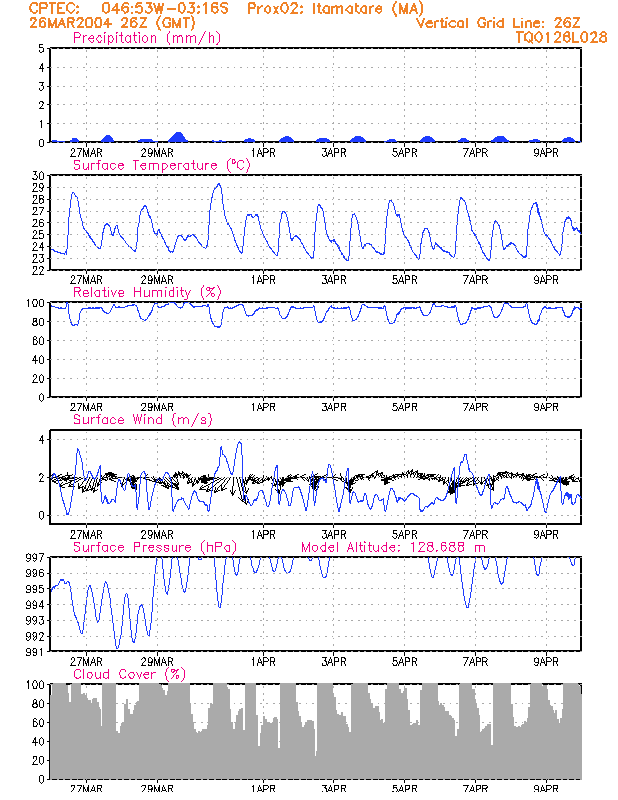 CPTEC: 046:53W-03:16S Prox02: Itamatare (MA)
26MAR2004 26Z (GMT) Vertical Grid Line: 26Z
Precipitation (mm/h) TQ0126L028
5
4
3
2
1
0
27MAR 29MAR 1APR 3APR 5APR 7APR 9APR
Surface Temperature (ºC)
30
29
28
27
26
25
24
23
22
27MAR 29MAR 1APR 3APR 5APR 7APR 9APR
Relative Humidity (%)
100
80
60
40
20
0
27MAR 29MAR 1APR 3APR 5APR 7APR 9APR
Surface Wind (m/s)
4
2
0
27MAR 29MAR 1APR 3APR 5APR 7APR 9APR
Surface Pressure (hPa) Model Altitude: 128.688 m
997
996
995
994
993
992
991
27MAR 29MAR 1APR 3APR 5APR 7APR 9APR
Cloud Cover (%)
100
80
60
40
20
0
27MAR 29MAR 1APR 3APR 5APR 7APR 9APR